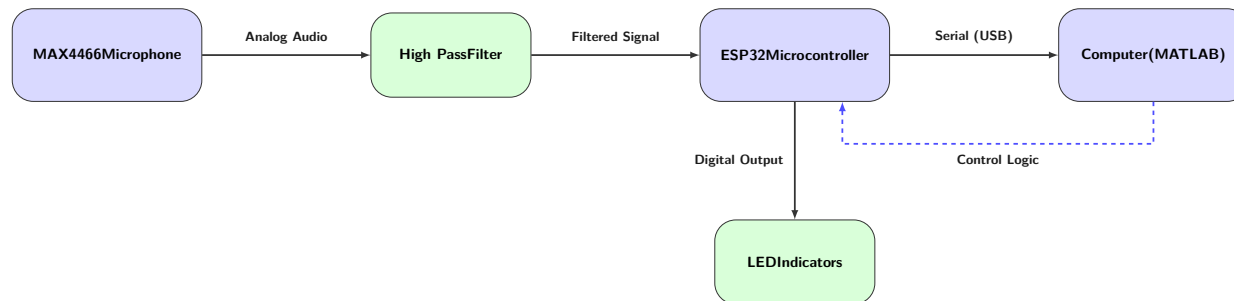 Analog Audio
Filtered Signal
Serial (USB)
MAX4466Microphone
High PassFilter
ESP32Microcontroller
Computer(MATLAB)
Digital Output
Control Logic
LEDIndicators